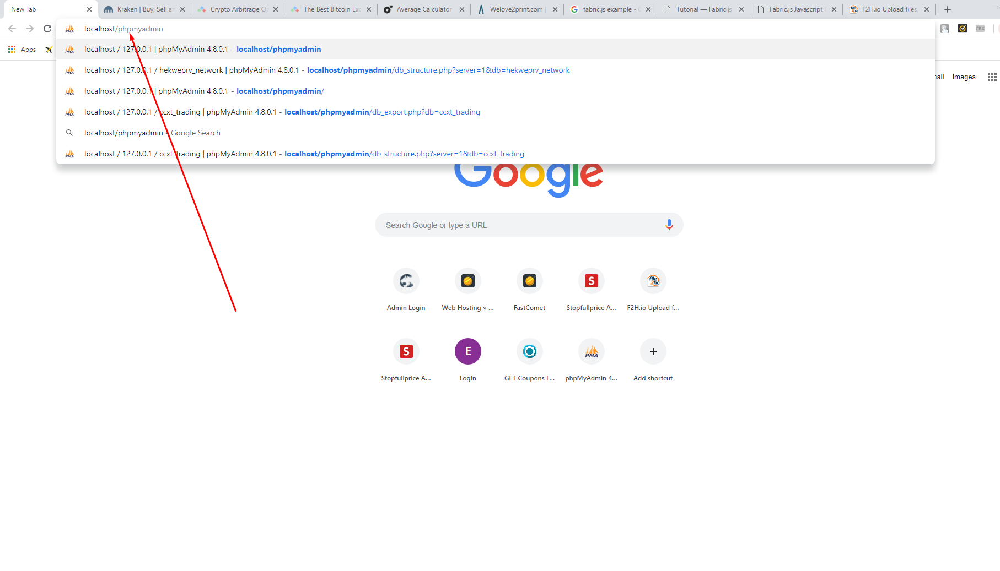 New Tab
Kraken | Buy, Sell an
Crypto Arbitrage Op
The Best Bitcoin Exc
Average Calculator
Welove2print.com |
fabric.js example - G
Tutorial — Fabric.js
Fabric.js Javascript C
F2H.io Upload files,
localhost/phpmyadmin
CRX
Apps
localhost / 127.0.0.1 | phpMyAdmin 4.8.0.1 - localhost/phpmyadmin
localhost / 127.0.0.1 / hekweprv_network | phpMyAdmin 4.8.0.1 - localhost/phpmyadmin/db_structure.php?server=1&db=hekweprv_network
mail Images
localhost / 127.0.0.1 | phpMyAdmin 4.8.0.1 - localhost/phpmyadmin/
localhost / 127.0.0.1 / ccxt_trading | phpMyAdmin 4.8.0.1 - localhost/phpmyadmin/db_export.php?db=ccxt_trading
localhost/phpmyadmin - Google Search
localhost / 127.0.0.1 / ccxt_trading | phpMyAdmin 4.8.0.1 - localhost/phpmyadmin/db_structure.php?server=1&db=ccxt_trading
Google
Search Google or type a URL
Admin Login
Web Hosting » ...
FastComet
S
Stopfullprice A...
F2H.io Upload f...
S
Stopfullprice A...
E
Login
GET Coupons F...
PMA
phpMyAdmin 4...
Add shortcut